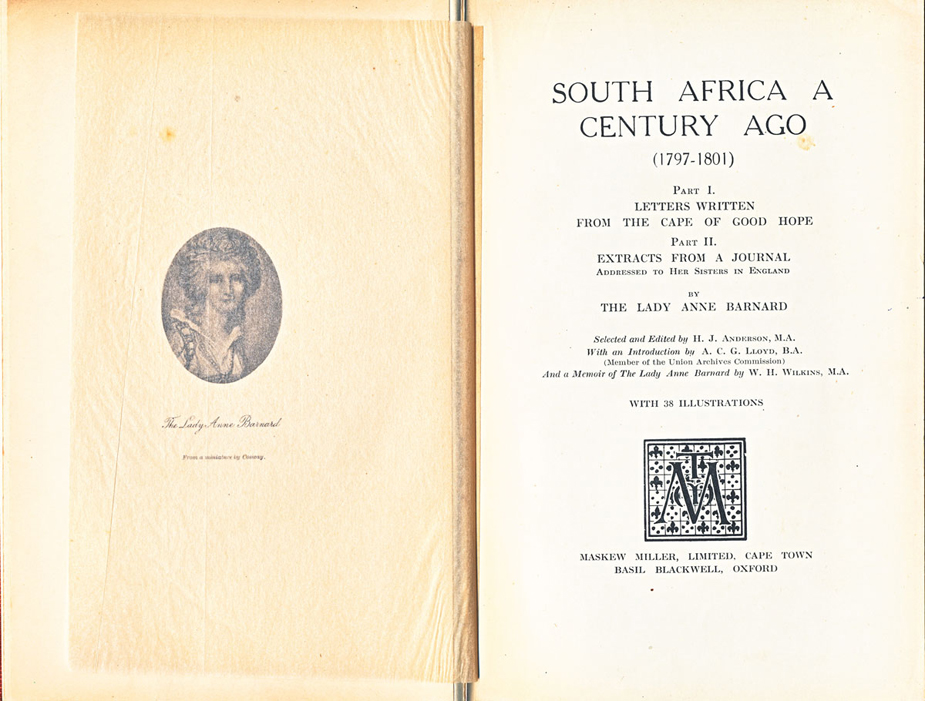 The Lady Anne Barnard
From a miniature by Cosway.
SOUTH AFRICA A
CENTURY AGO
(1797-1801)
PART I.
LETTERS WRITTEN
FROM THE CAPE OF GOOD HOPE
PART II.
EXTRACTS FROM A JOURNAL
ADDRESSED TO HER SISTERS IN ENGLAND
BY
THE LADY ANNE BARNARD
Selected and Edited by H. J. ANDERSON, M.A.
With an Introduction by A. C. G. LLOYD, B.A.
(Member of the Union Archives Commission)
And a Memoir of The Lady Anne Barnard by W. H. WILKINS, M.A.
WITH 38 ILLUSTRATIONS
MASKEW MILLER, LIMITED, CAPE TOWN
BASIL BLACKWELL, OXFORD